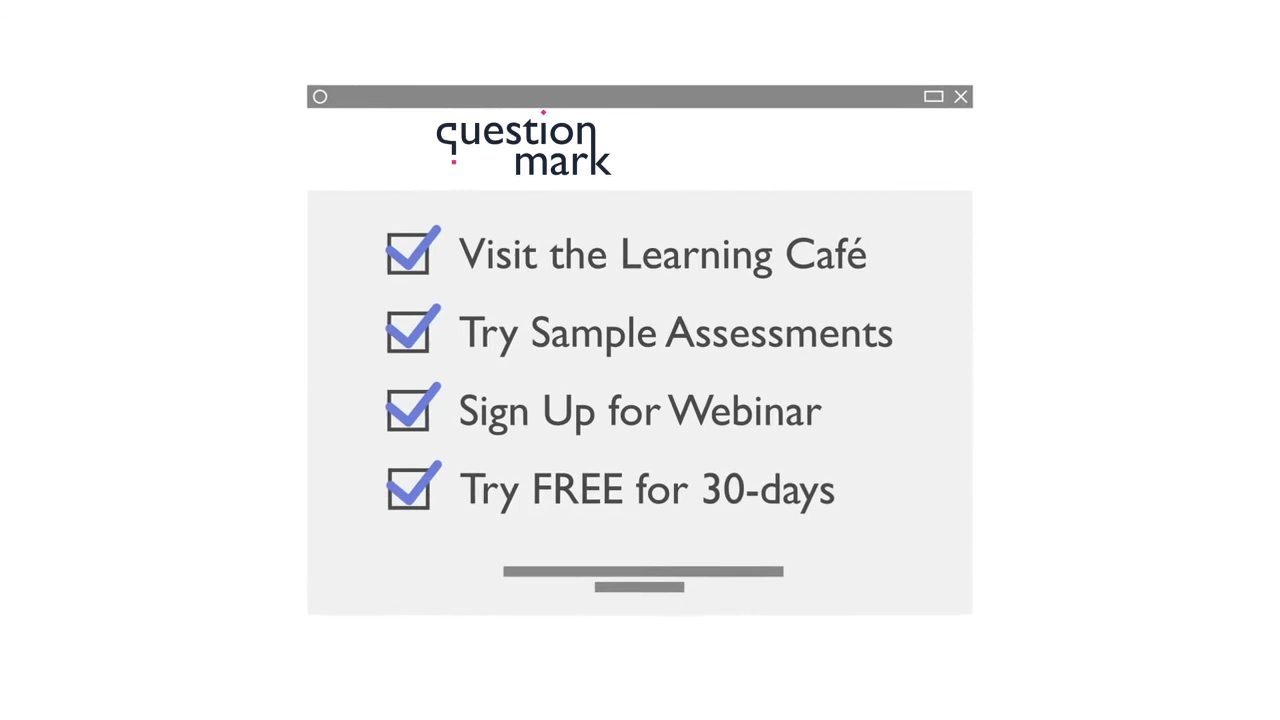 question
mark
Visit the Learning Café
Try Sample Assessments
Sign Up for Webinar
Try FREE for 30-days